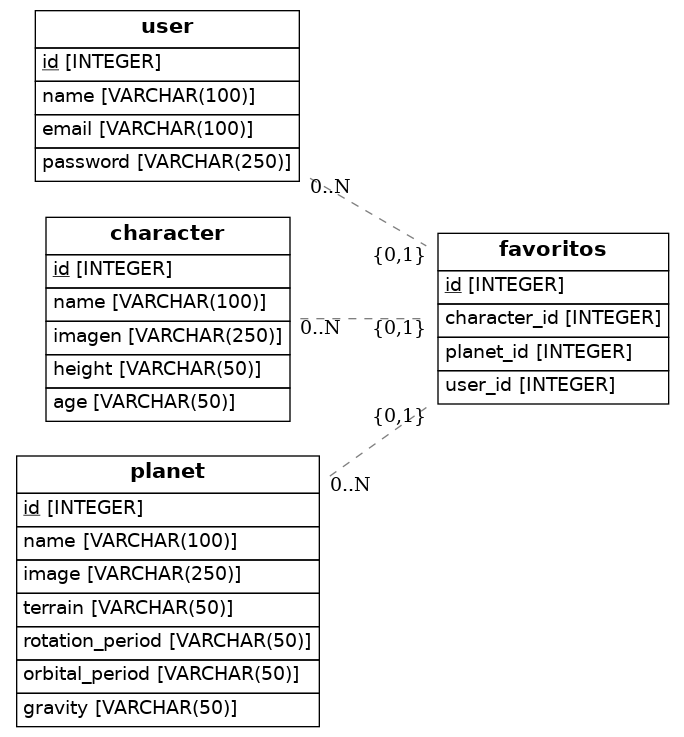 user
id [INTEGER]
name [VARCHAR(100)]
email [VARCHAR(100)]
password [VARCHAR(250)]
0..N
{0,1}
character
id [INTEGER]
name [VARCHAR(100)]
imagen [VARCHAR(250)]
height [VARCHAR(50)]
age [VARCHAR(50)]
0..N
{0,1}
favoritos
id [INTEGER]
character_id [INTEGER]
planet_id [INTEGER]
user_id [INTEGER]
{0,1}
0..N
planet
id [INTEGER]
name [VARCHAR(100)]
image [VARCHAR(250)]
terrain [VARCHAR(50)]
rotation_period [VARCHAR(50)]
orbital_period [VARCHAR(50)]
gravity [VARCHAR(50)]